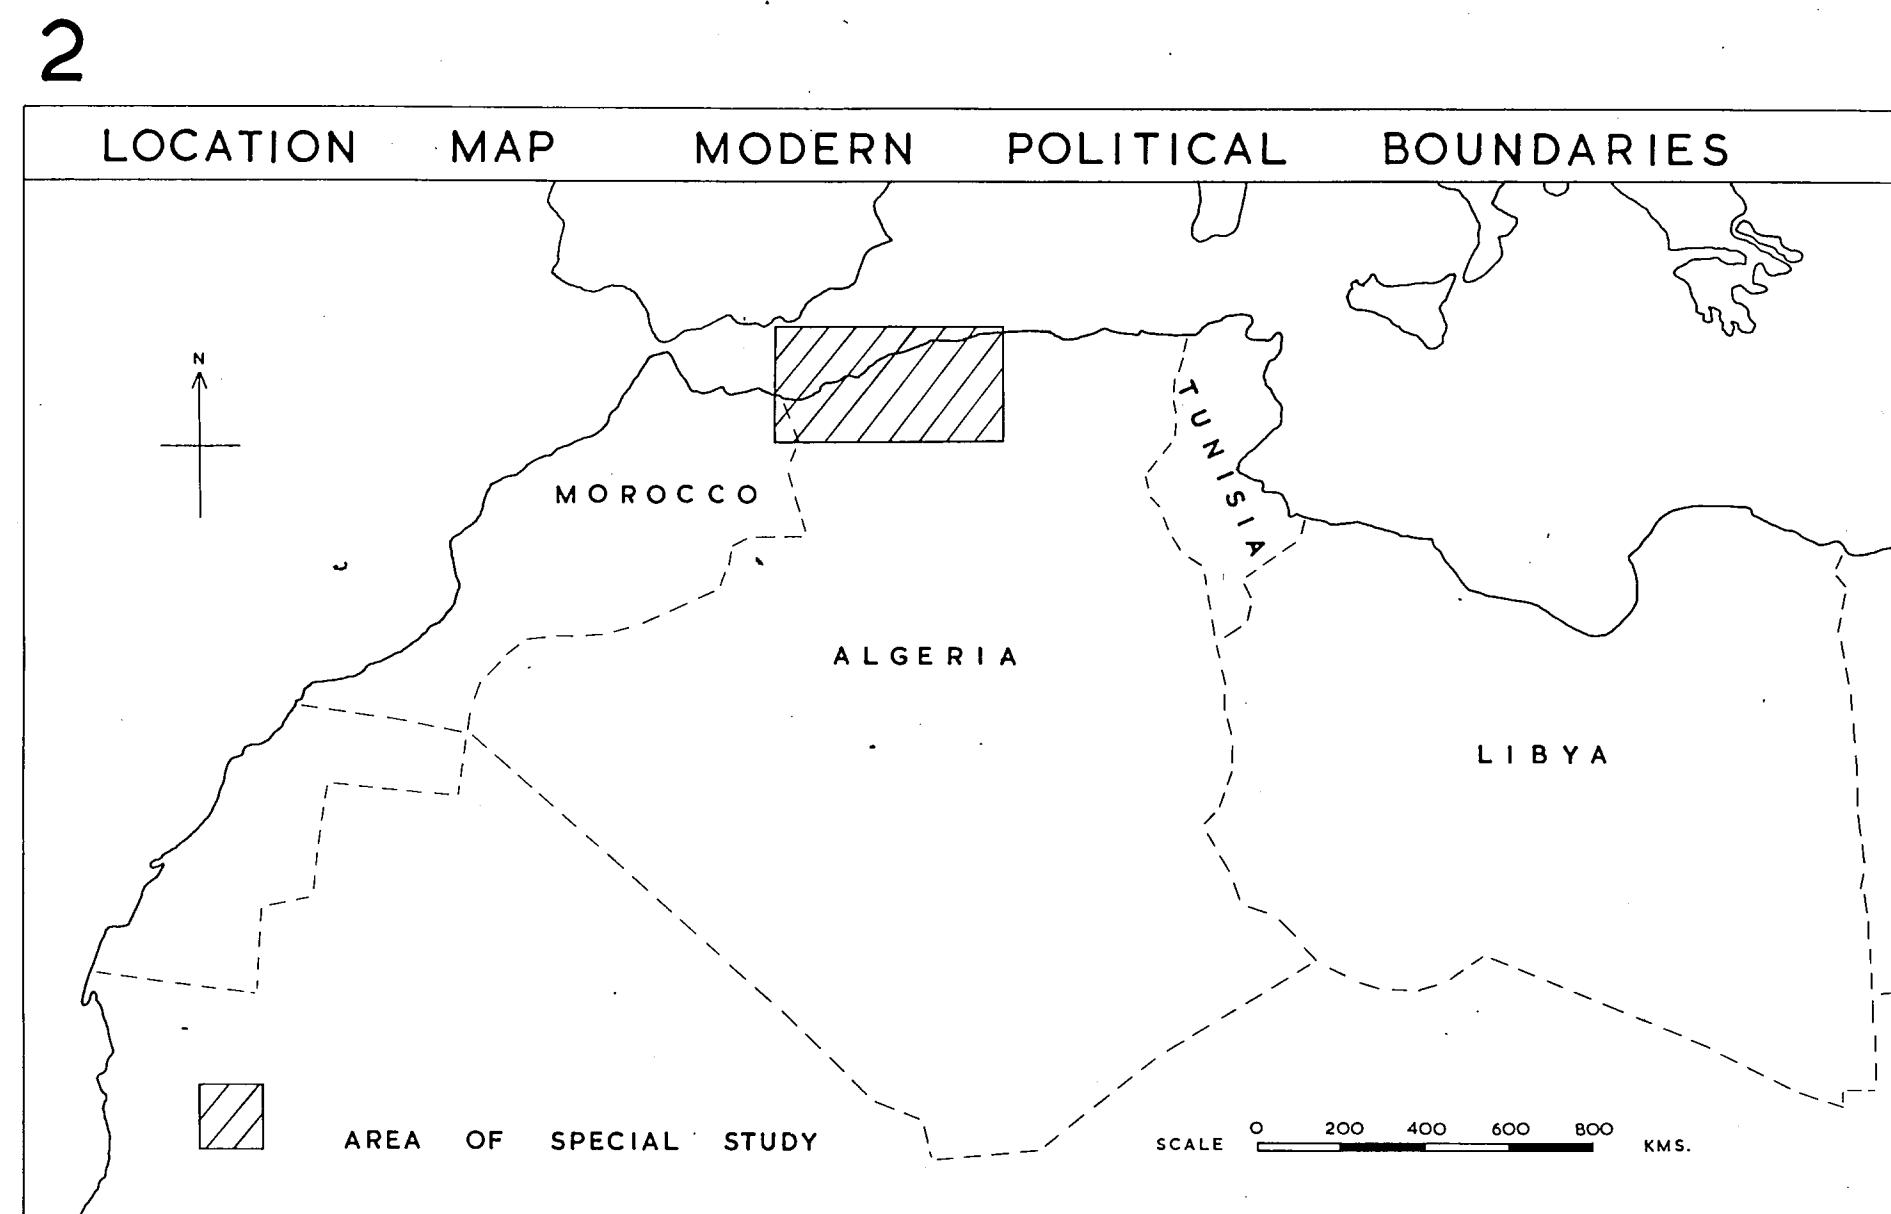 2
LOCATION MAP MODERN POLITICAL BOUNDARIES
N
TUNISIA
MOROCCO
ALGERIA
LIBYA
AREA OF SPECIAL STUDY
SCALE 0 200 400 600 800 KMS.